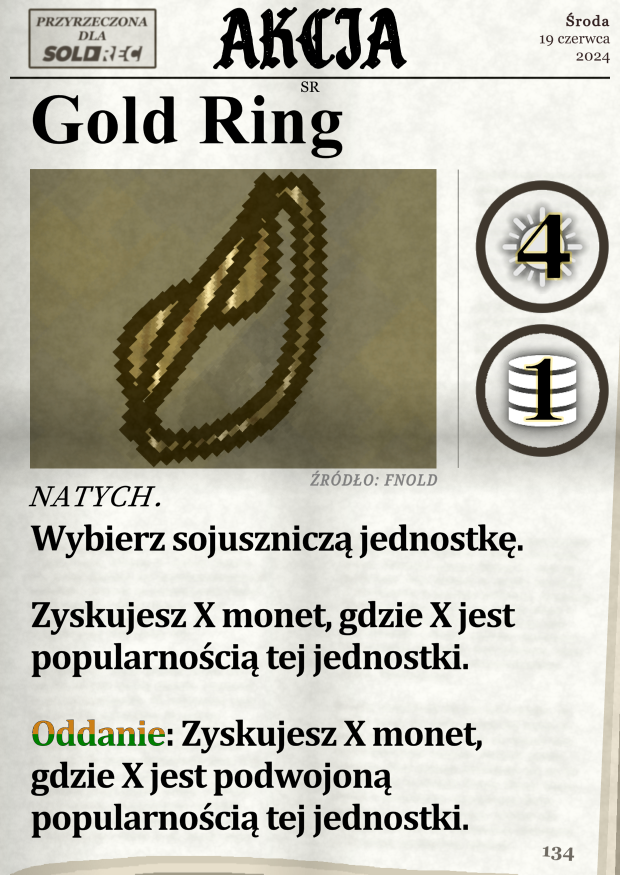 PRZYRZECZONA
DLA
SOLDREC
AKCJA
Środa
19 czerwca
2024
SR
Gold Ring
4
1
ŹRÓDŁO: FNOLD
NATYCH.
Wybierz sojuszniczą jednostkę.
Zyskujesz X monet, gdzie X jest
popularnością tej jednostki.
Oddanie: Zyskujesz X monet,
gdzie X jest podwojoną
popularnością tej jednostki.
134